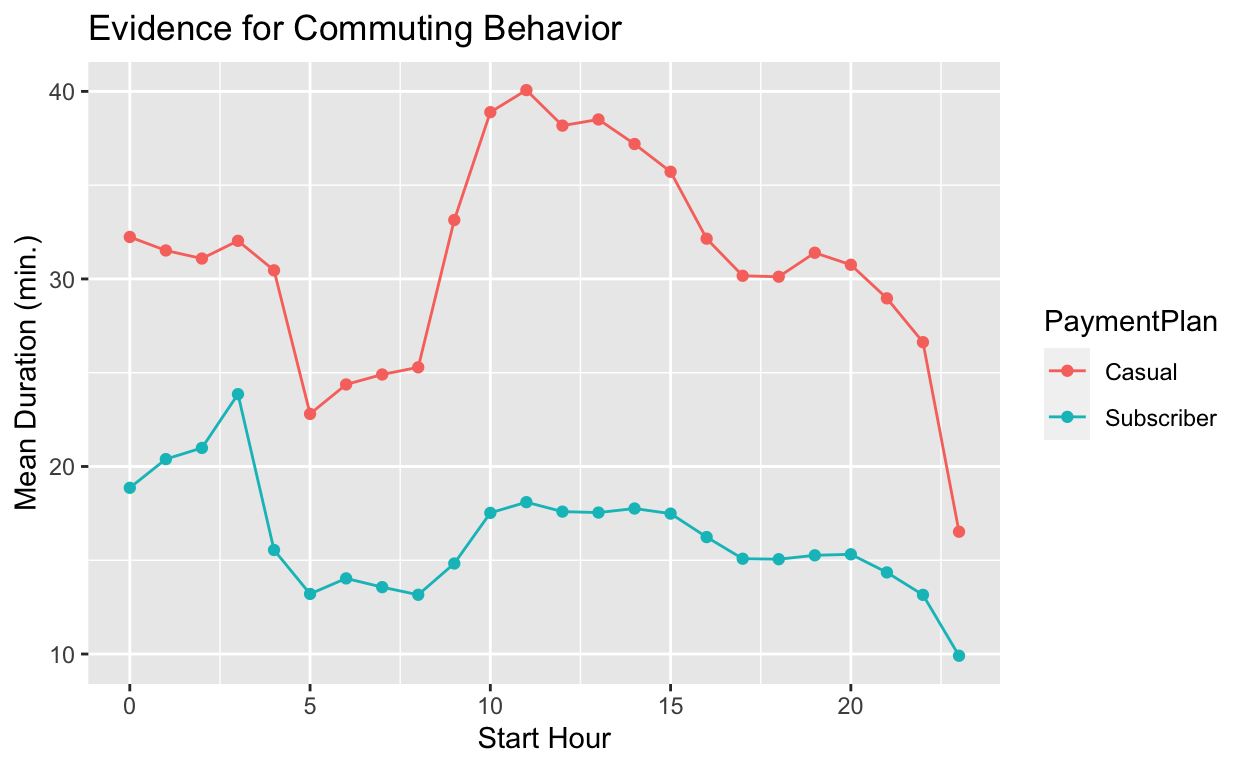 Evidence for Commuting Behavior
40
30
20
10
Mean Duration (min.)
0 5 10 15 20
Start Hour
PaymentPlan
Casual
Subscriber